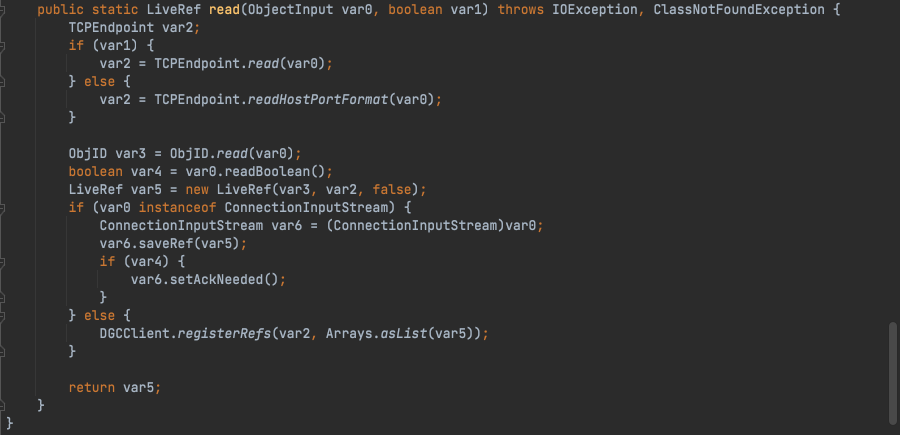 public static LiveRef read(ObjectInput var0, boolean var1) throws IOException, ClassNotFoundException {
    TCPEndpoint var2;
    if (var1) {
        var2 = TCPEndpoint.read(var0);
    } else {
        var2 = TCPEndpoint.readHostPortFormat(var0);
    }

    ObjID var3 = ObjID.read(var0);
    boolean var4 = var0.readBoolean();
    LiveRef var5 = new LiveRef(var3, var2, false);
    if (var0 instanceof ConnectionInputStream) {
        ConnectionInputStream var6 = (ConnectionInputStream)var0;
        var6.saveRef(var5);
        if (var4) {
            var6.setAckNeeded();
        }
    } else {
        DGCClient.registerRefs(var2, Arrays.asList(var5));
    }

    return var5;
}
}